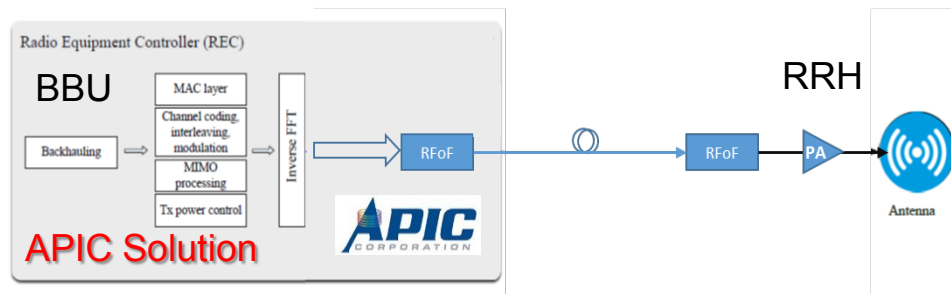 Radio Equipment Controller (REC)
BBU
RRH
Backhauling
MAC layer
Channel coding,
interleaving,
modulation
MIMO
processing
Tx power control
Inverse FFT
RFoF
RFoF
PA
Antenna
APIC
CORPORATION
APIC Solution